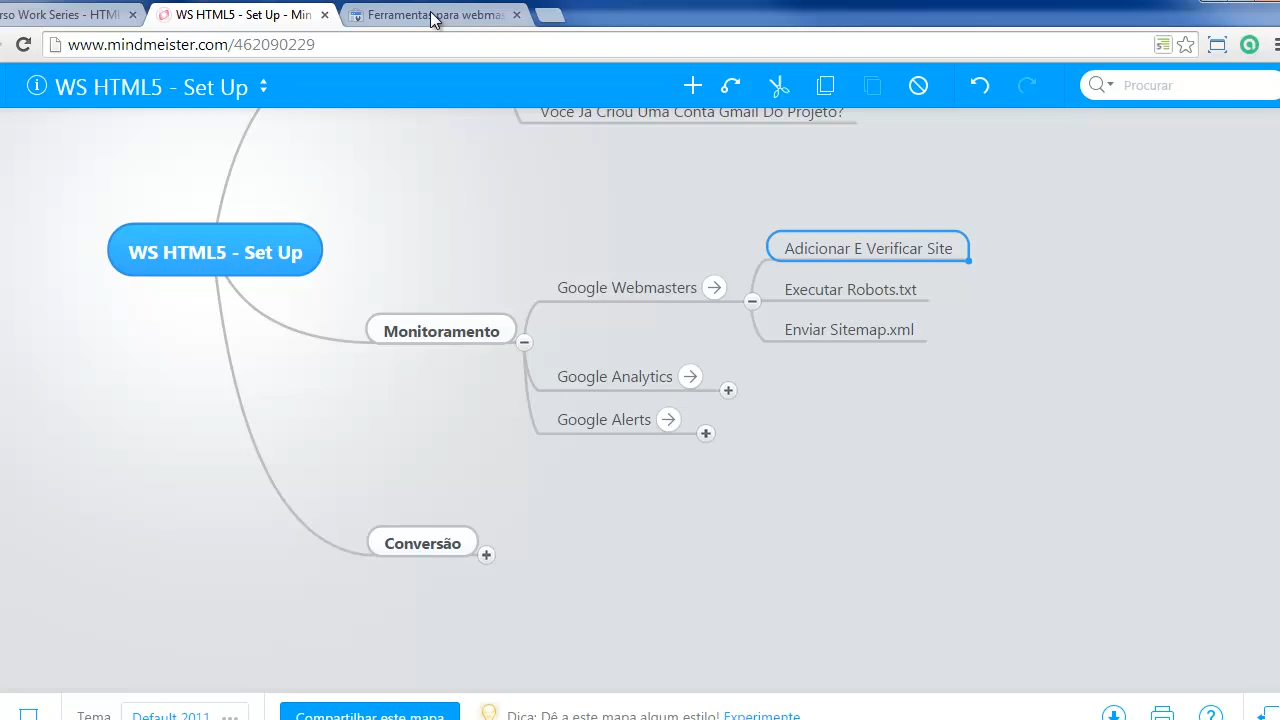 rso Work Series - HTML
WS HTML5 - Set Up - Min
Ferramentas para webmas
www.mindmeister.com/462090229
WS HTML5 - Set Up
Procurar
Voce Ja Criou Uma Conta Gmail Do Projeto?
WS HTML5 - Set Up
Adicionar E Verificar Site
Google Webmasters
Executar Robots.txt
Monitoramento
Enviar Sitemap.xml
Google Analytics
Google Alerts
Conversão
Tema
Default 2011
Compartilhar este mapa
Dica: Dê a este mapa algum estilo! Experimente